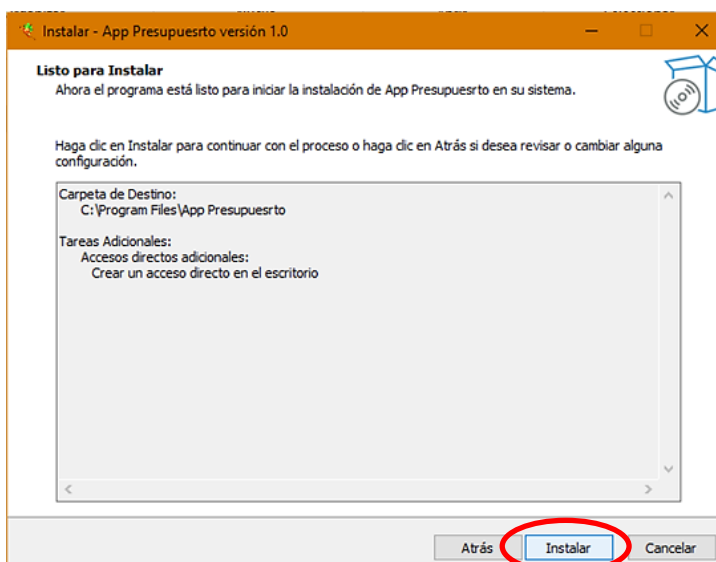 Instalar - App Presupuesrto versión 1.0
Listo para Instalar
Ahora el programa está listo para iniciar la instalación de App Presupuesrto en su sistema.
Haga clic en Instalar para continuar con el proceso o haga clic en Atrás si desea revisar o cambiar alguna
configuración.
Carpeta de Destino:
C:\Program Files\App Presupuesrto
Tareas Adicionales:
Accesos directos adicionales:
Crear un acceso directo en el escritorio
Atrás Instalar Cancelar